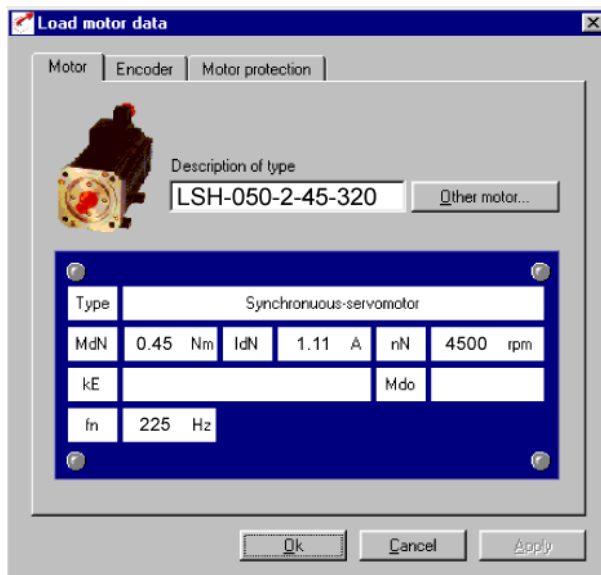 Load motor data
Motor Encoder Motor protection
Description of type
LSH-050-2-45-320 Other motor...
Type Synchronuous-servomotor
MdN 0.45 Nm IdN 1.11 A nN 4500 rpm
kE Mdo
fn 225 Hz
Ok Cancel Apply